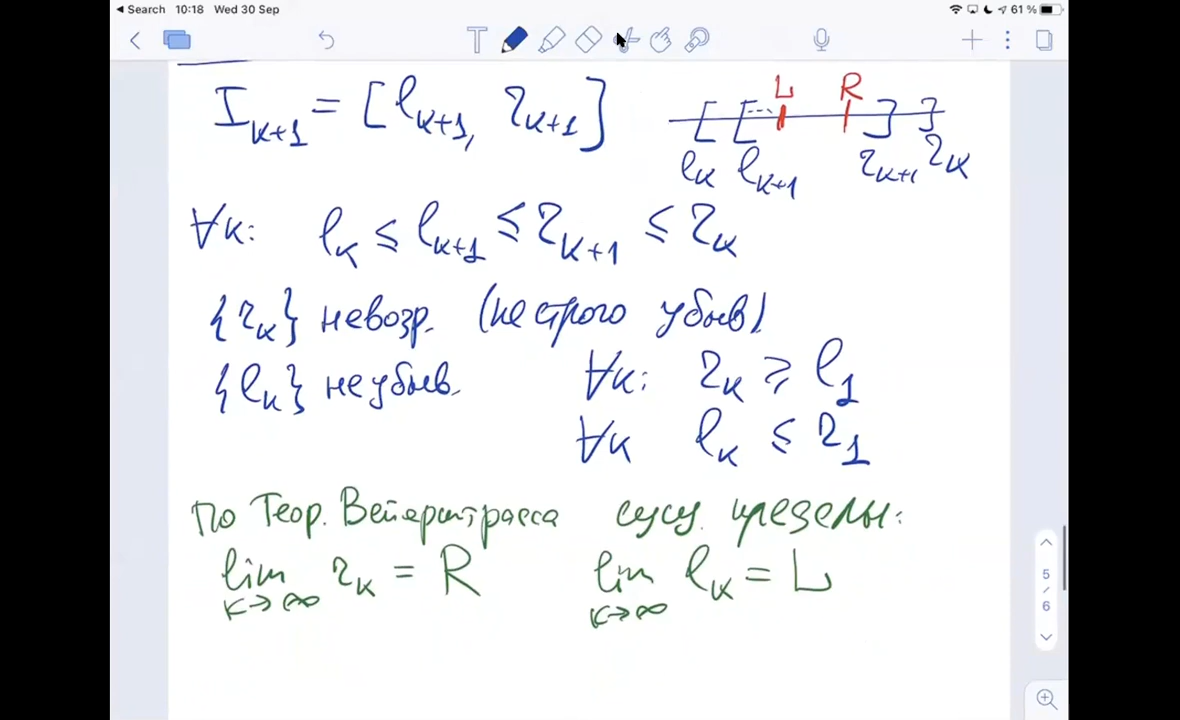 Search 10:18 Wed 30 Sep 61 %
T
I_{k+1} = [l_{k+1}, r_{k+1}]
L R
[ [ ... ] ]
l_k l_{k+1} r_{k+1} r_k
∀k: l_k ≤ l_{k+1} ≤ r_{k+1} ≤ r_k
{r_k} невозр. (нестрого убыв)
{l_k} неубыв. ∀k: r_k ≥ l_1
∀k l_k ≤ r_1
По Теор. Вейерштрасса сущ. пределы:
lim_{k→∞} r_k = R lim_{k→∞} l_k = L
5
/
6